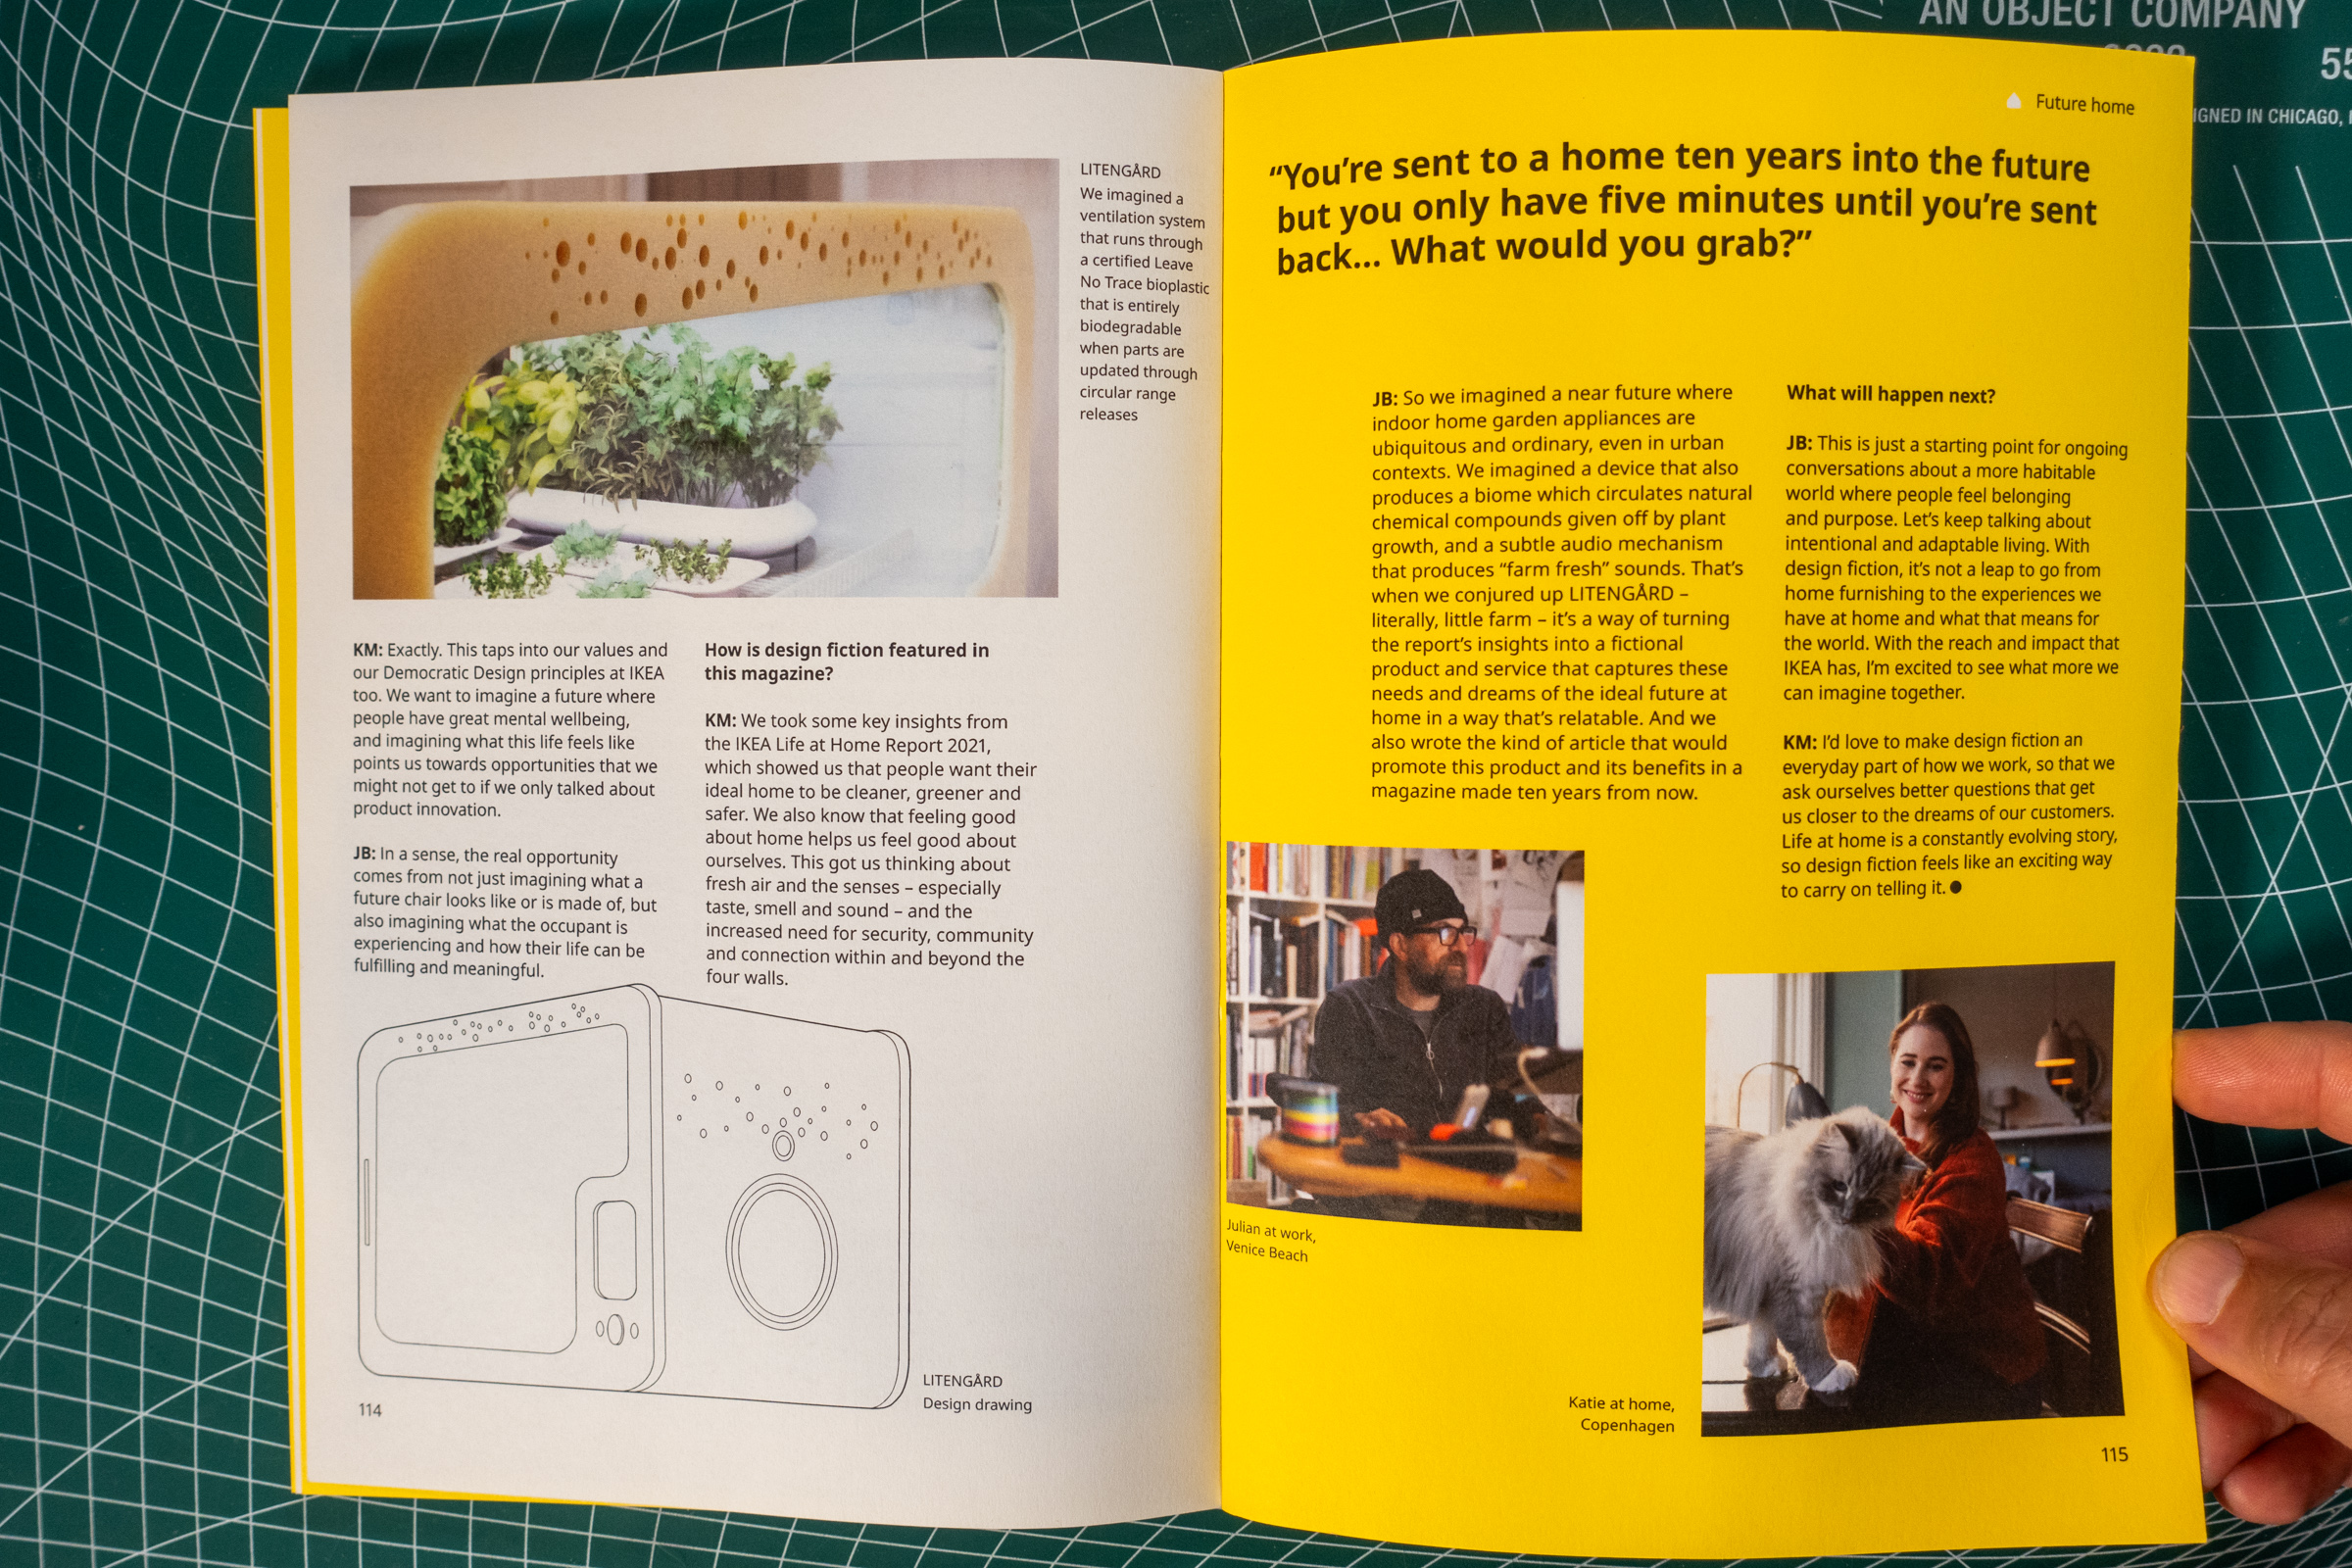 AN OBJECT COMPANY
55
IGNED IN CHICAGO,
LITENGÅRD
We imagined a
ventilation system
that runs through
a certified Leave
No Trace bioplastic
that is entirely
biodegradable
when parts are
updated through
circular range
releases
KM: Exactly. This taps into our values and
our Democratic Design principles at IKEA
too. We want to imagine a future where
people have great mental wellbeing,
and imagining what this life feels like
points us towards opportunities that we
might not get to if we only talked about
product innovation.
JB: In a sense, the real opportunity
comes from not just imagining what a
future chair looks like or is made of, but
also imagining what the occupant is
experiencing and how their life can be
fulfilling and meaningful.
How is design fiction featured in
this magazine?
KM: We took some key insights from
the IKEA Life at Home Report 2021,
which showed us that people want their
ideal home to be cleaner, greener and
safer. We also know that feeling good
about home helps us feel good about
ourselves. This got us thinking about
fresh air and the senses – especially
taste, smell and sound – and the
increased need for security, community
and connection within and beyond the
four walls.
LITENGÅRD
Design drawing
114
Future home
“You’re sent to a home ten years into the future
but you only have five minutes until you’re sent
back... What would you grab?”
JB: So we imagined a near future where
indoor home garden appliances are
ubiquitous and ordinary, even in urban
contexts. We imagined a device that also
produces a biome which circulates natural
chemical compounds given off by plant
growth, and a subtle audio mechanism
that produces “farm fresh” sounds. That’s
when we conjured up LITENGÅRD –
literally, little farm – it’s a way of turning
the report’s insights into a fictional
product and service that captures these
needs and dreams of the ideal future at
home in a way that’s relatable. And we
also wrote the kind of article that would
promote this product and its benefits in a
magazine made ten years from now.
What will happen next?
JB: This is just a starting point for ongoing
conversations about a more habitable
world where people feel belonging
and purpose. Let’s keep talking about
intentional and adaptable living. With
design fiction, it’s not a leap to go from
home furnishing to the experiences we
have at home and what that means for
the world. With the reach and impact that
IKEA has, I’m excited to see what more we
can imagine together.
KM: I’d love to make design fiction an
everyday part of how we work, so that we
ask ourselves better questions that get
us closer to the dreams of our customers.
Life at home is a constantly evolving story,
so design fiction feels like an exciting way
to carry on telling it.
Julian at work,
Venice Beach
Katie at home,
Copenhagen
115